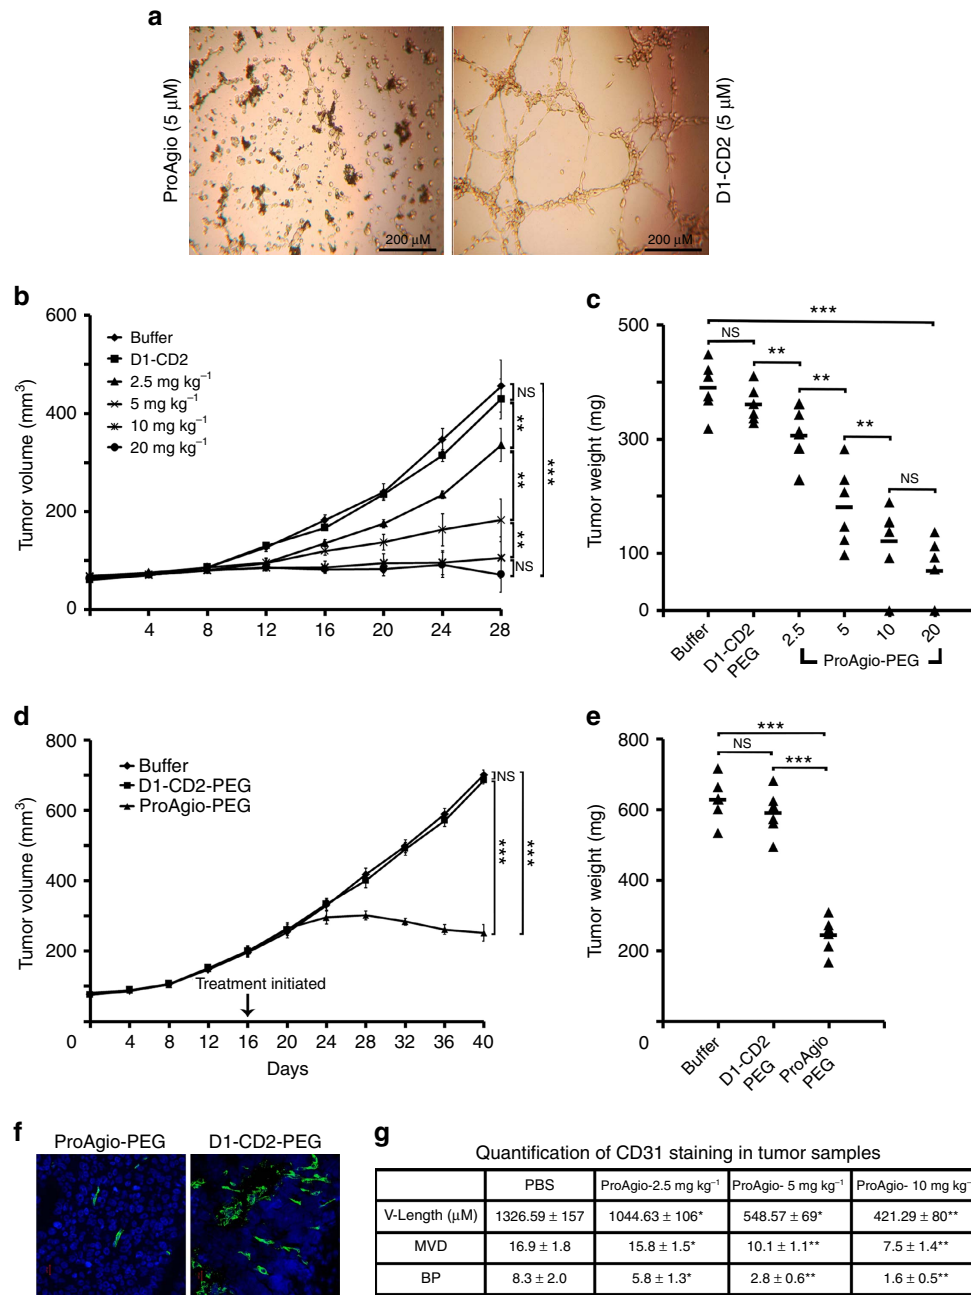 a
ProAgio (5 µM)
200 µM
200 µM
D1-CD2 (5 µM)
b
Tumor volume (mm³)
600
400
200
0
4
8
12
16
20
24
28
Buffer
D1-CD2
2.5 mg kg⁻¹
5 mg kg⁻¹
10 mg kg⁻¹
20 mg kg⁻¹
NS
**
**
**
NS
***
c
Tumor weight (mg)
500
300
100
0
***
NS
**
**
**
NS
Buffer
D1-CD2 PEG
2.5
5
10
20
ProAgio-PEG
d
Tumor volume (mm³)
800
600
400
200
0
Buffer
D1-CD2-PEG
ProAgio-PEG
NS
***
***
Treatment initiated
0
4
8
12
16
20
24
28
32
36
40
Days
e
Tumor weight (mg)
800
600
400
200
0
***
NS
***
Buffer
D1-CD2 PEG
ProAgio PEG
f
ProAgio-PEG
D1-CD2-PEG
g
Quantification of CD31 staining in tumor samples
PBS ProAgio-2.5 mg kg⁻¹ ProAgio- 5 mg kg⁻¹ ProAgio- 10 mg kg⁻¹
V-Length (µM) 1326.59 ± 157 1044.63 ± 106* 548.57 ± 69* 421.29 ± 80**
MVD 16.9 ± 1.8 15.8 ± 1.5* 10.1 ± 1.1** 7.5 ± 1.4**
BP 8.3 ± 2.0 5.8 ± 1.3* 2.8 ± 0.6** 1.6 ± 0.5**